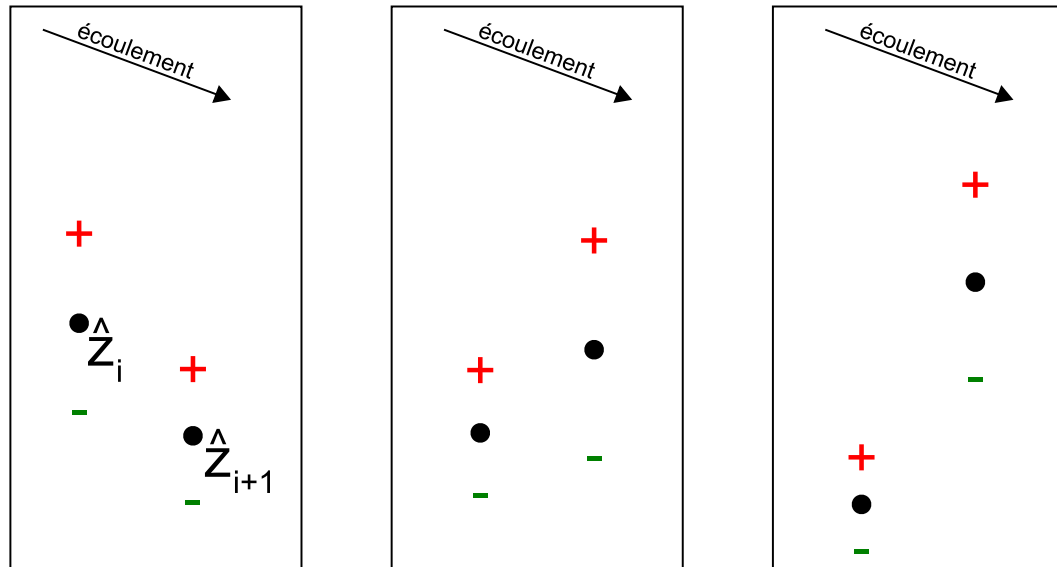 écoulement
écoulement
écoulement
+
+
+
+
ẑi
+
ẑi+1
+
-
-
-
-
-
-